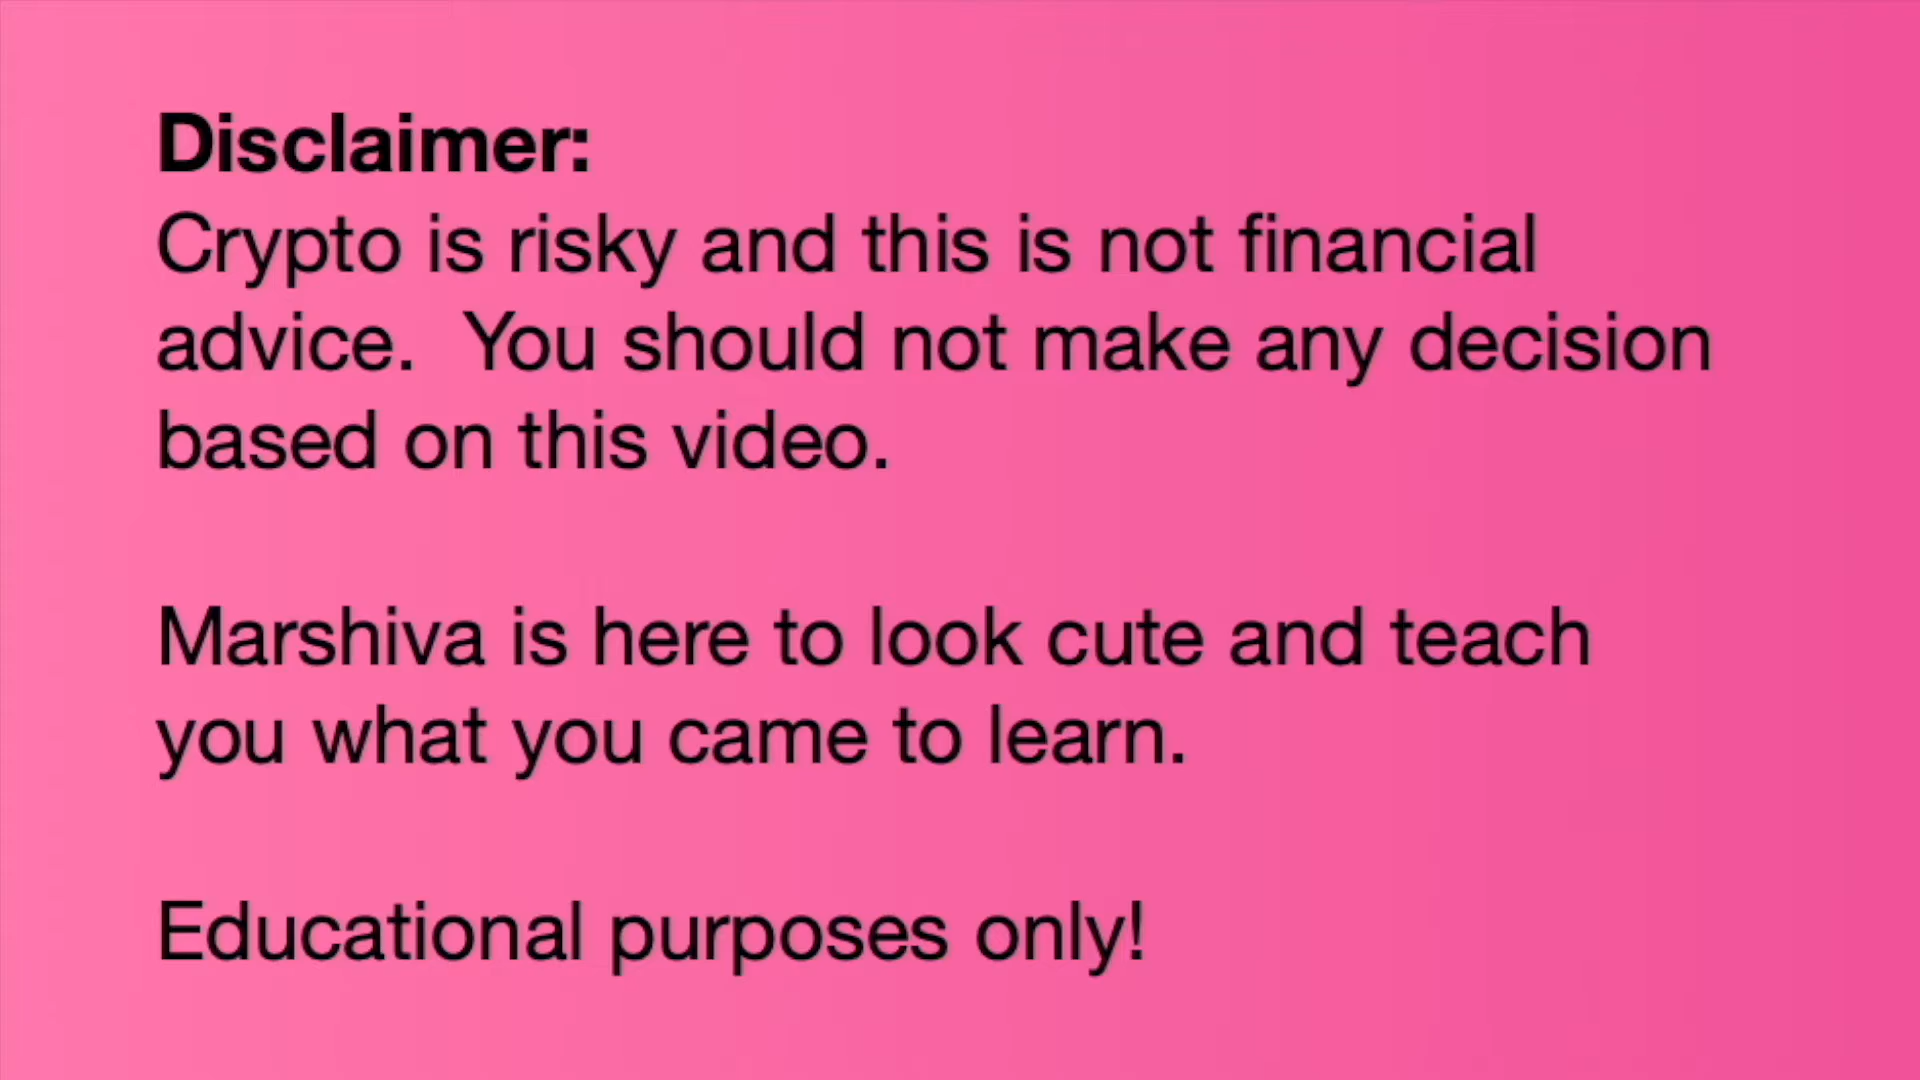 Disclaimer:
Crypto is risky and this is not financial
advice.  You should not make any decision
based on this video.
Marshiva is here to look cute and teach
you what you came to learn.
Educational purposes only!